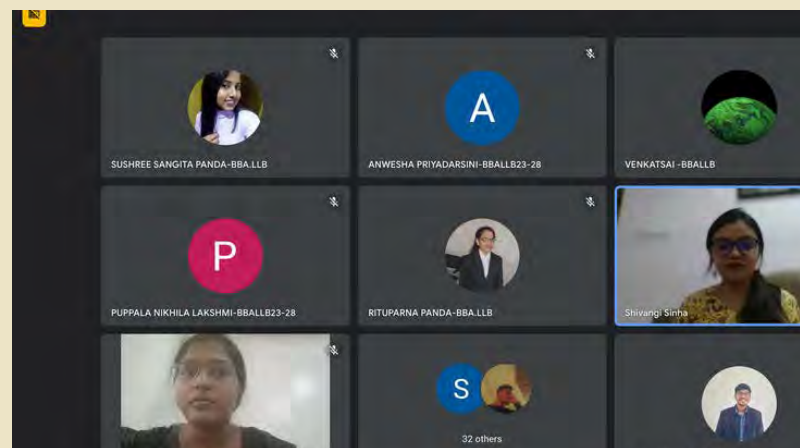 SUSHREE SANGITA PANDA-BBA.LLB
A
ANWESHA PRIYADARSINI-BBALLB23-28
VENKATSAI -BBALLB
P
PUPPALA NIKHILA LAKSHMI-BBALLB23-28
RITUPARNA PANDA-BBA.LLB
Shivangi Sinha
S
32 others